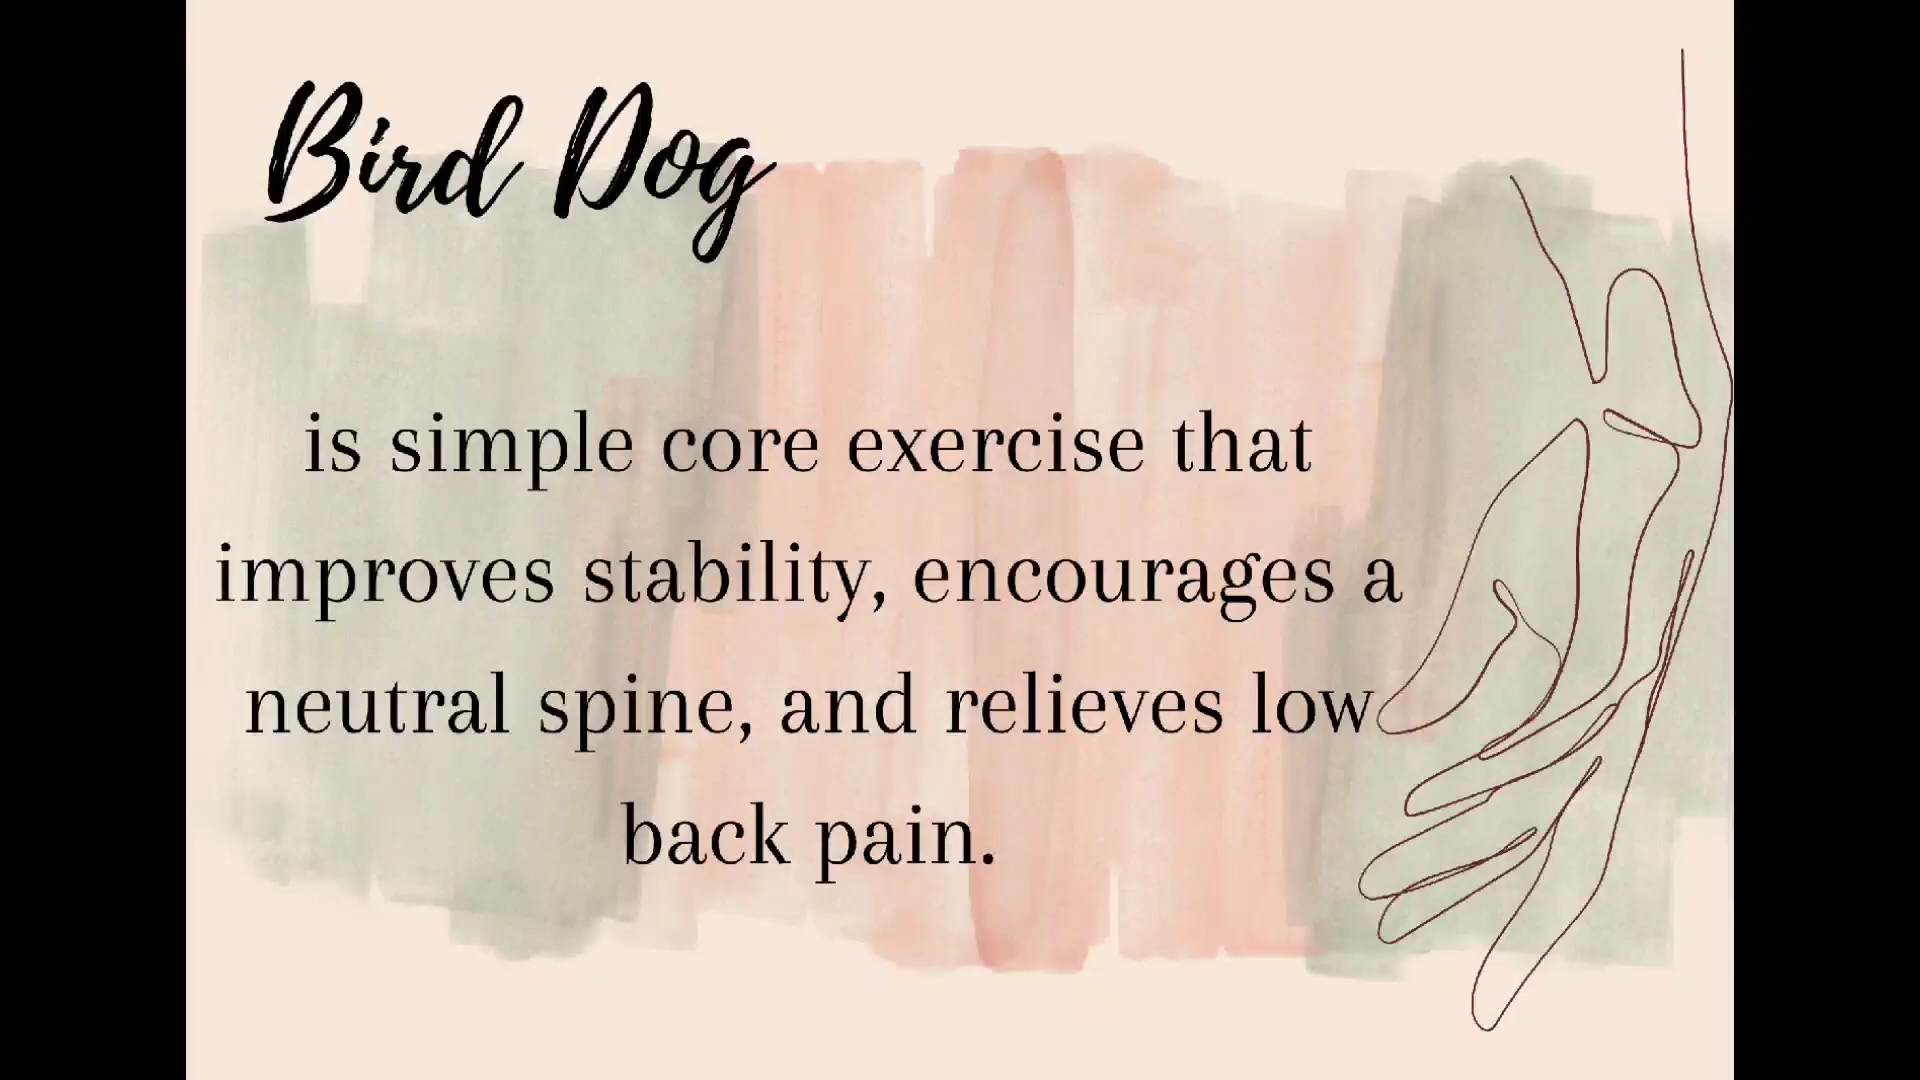 Bird Dog
is simple core exercise that
improves stability, encourages a
neutral spine, and relieves low
back pain.